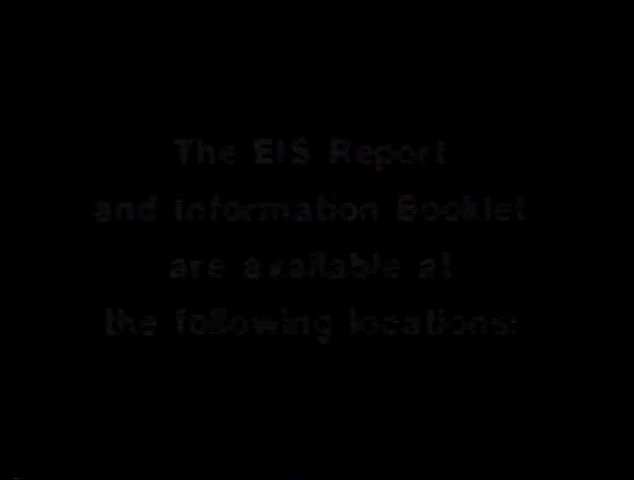 The EIS Report
and Information Booklet
are available at
the following locations: